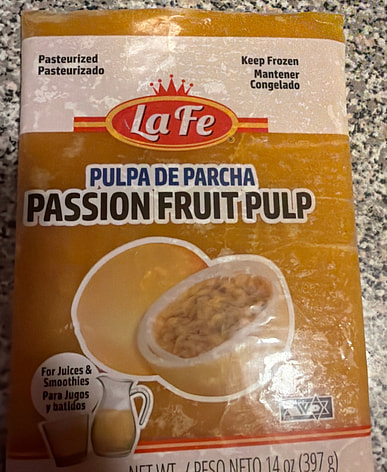 Pasteurized
Pasteurizado
Keep Frozen
Mantener
Congelado
La Fe
PULPA DE PARCHA
PASSION FRUIT PULP
For Juices &
Smoothies
Para Jugos
y batidos
NET WT. / PESO NETO 14 oz (397 g)